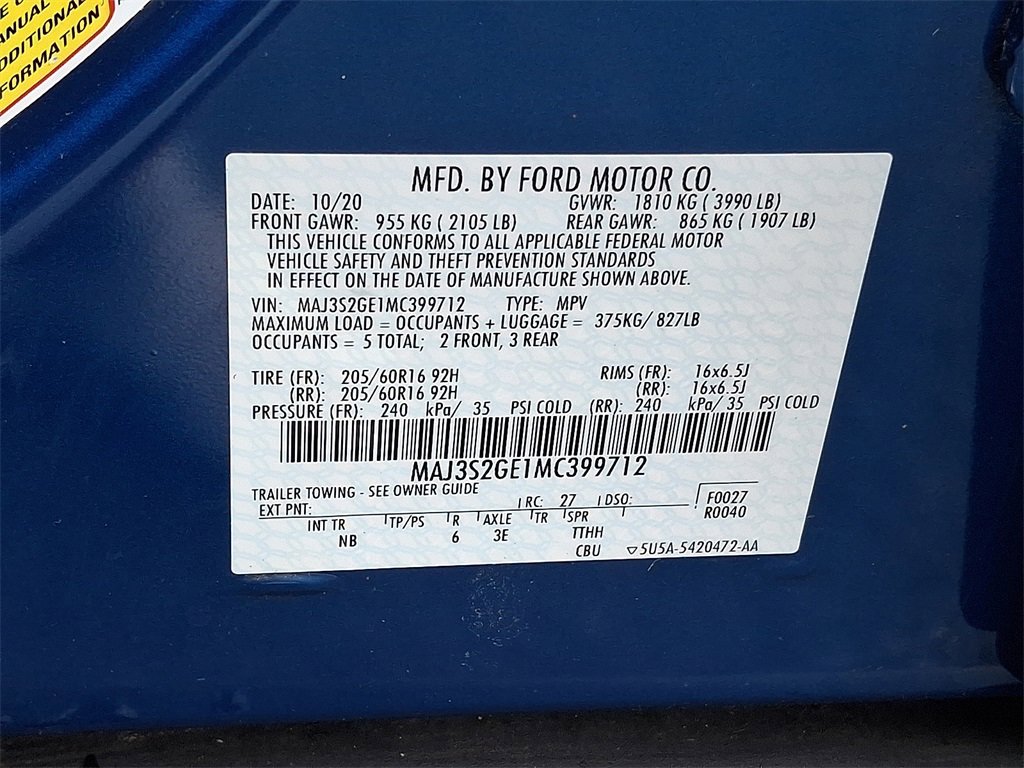 ANUAL
DDITIONAL
FORMATION
MFD. BY FORD MOTOR CO.
DATE: 10/20 GVWR: 1810 KG ( 3990 LB)
FRONT GAWR: 955 KG ( 2105 LB) REAR GAWR: 865 KG ( 1907 LB)
THIS VEHICLE CONFORMS TO ALL APPLICABLE FEDERAL MOTOR
VEHICLE SAFETY AND THEFT PREVENTION STANDARDS
IN EFFECT ON THE DATE OF MANUFACTURE SHOWN ABOVE.
VIN: MAJ3S2GE1MC399712 TYPE: MPV
MAXIMUM LOAD = OCCUPANTS + LUGGAGE = 375KG/ 827LB
OCCUPANTS = 5 TOTAL; 2 FRONT, 3 REAR
TIRE (FR): 205/60R16 92H RIMS (FR): 16x6.5J
(RR): 205/60R16 92H (RR): 16x6.5J
PRESSURE (FR): 240 kPa/ 35 PSI COLD (RR): 240 kPa/ 35 PSI COLD
MAJ3S2GE1MC399712
TRAILER TOWING - SEE OWNER GUIDE
EXT PNT: RC: 27 DSO: F0027
R0040
INT TR TP/PS R AXLE TR SPR
NB 6 3E TTHH
CBU ▽5U5A-5420472-AA